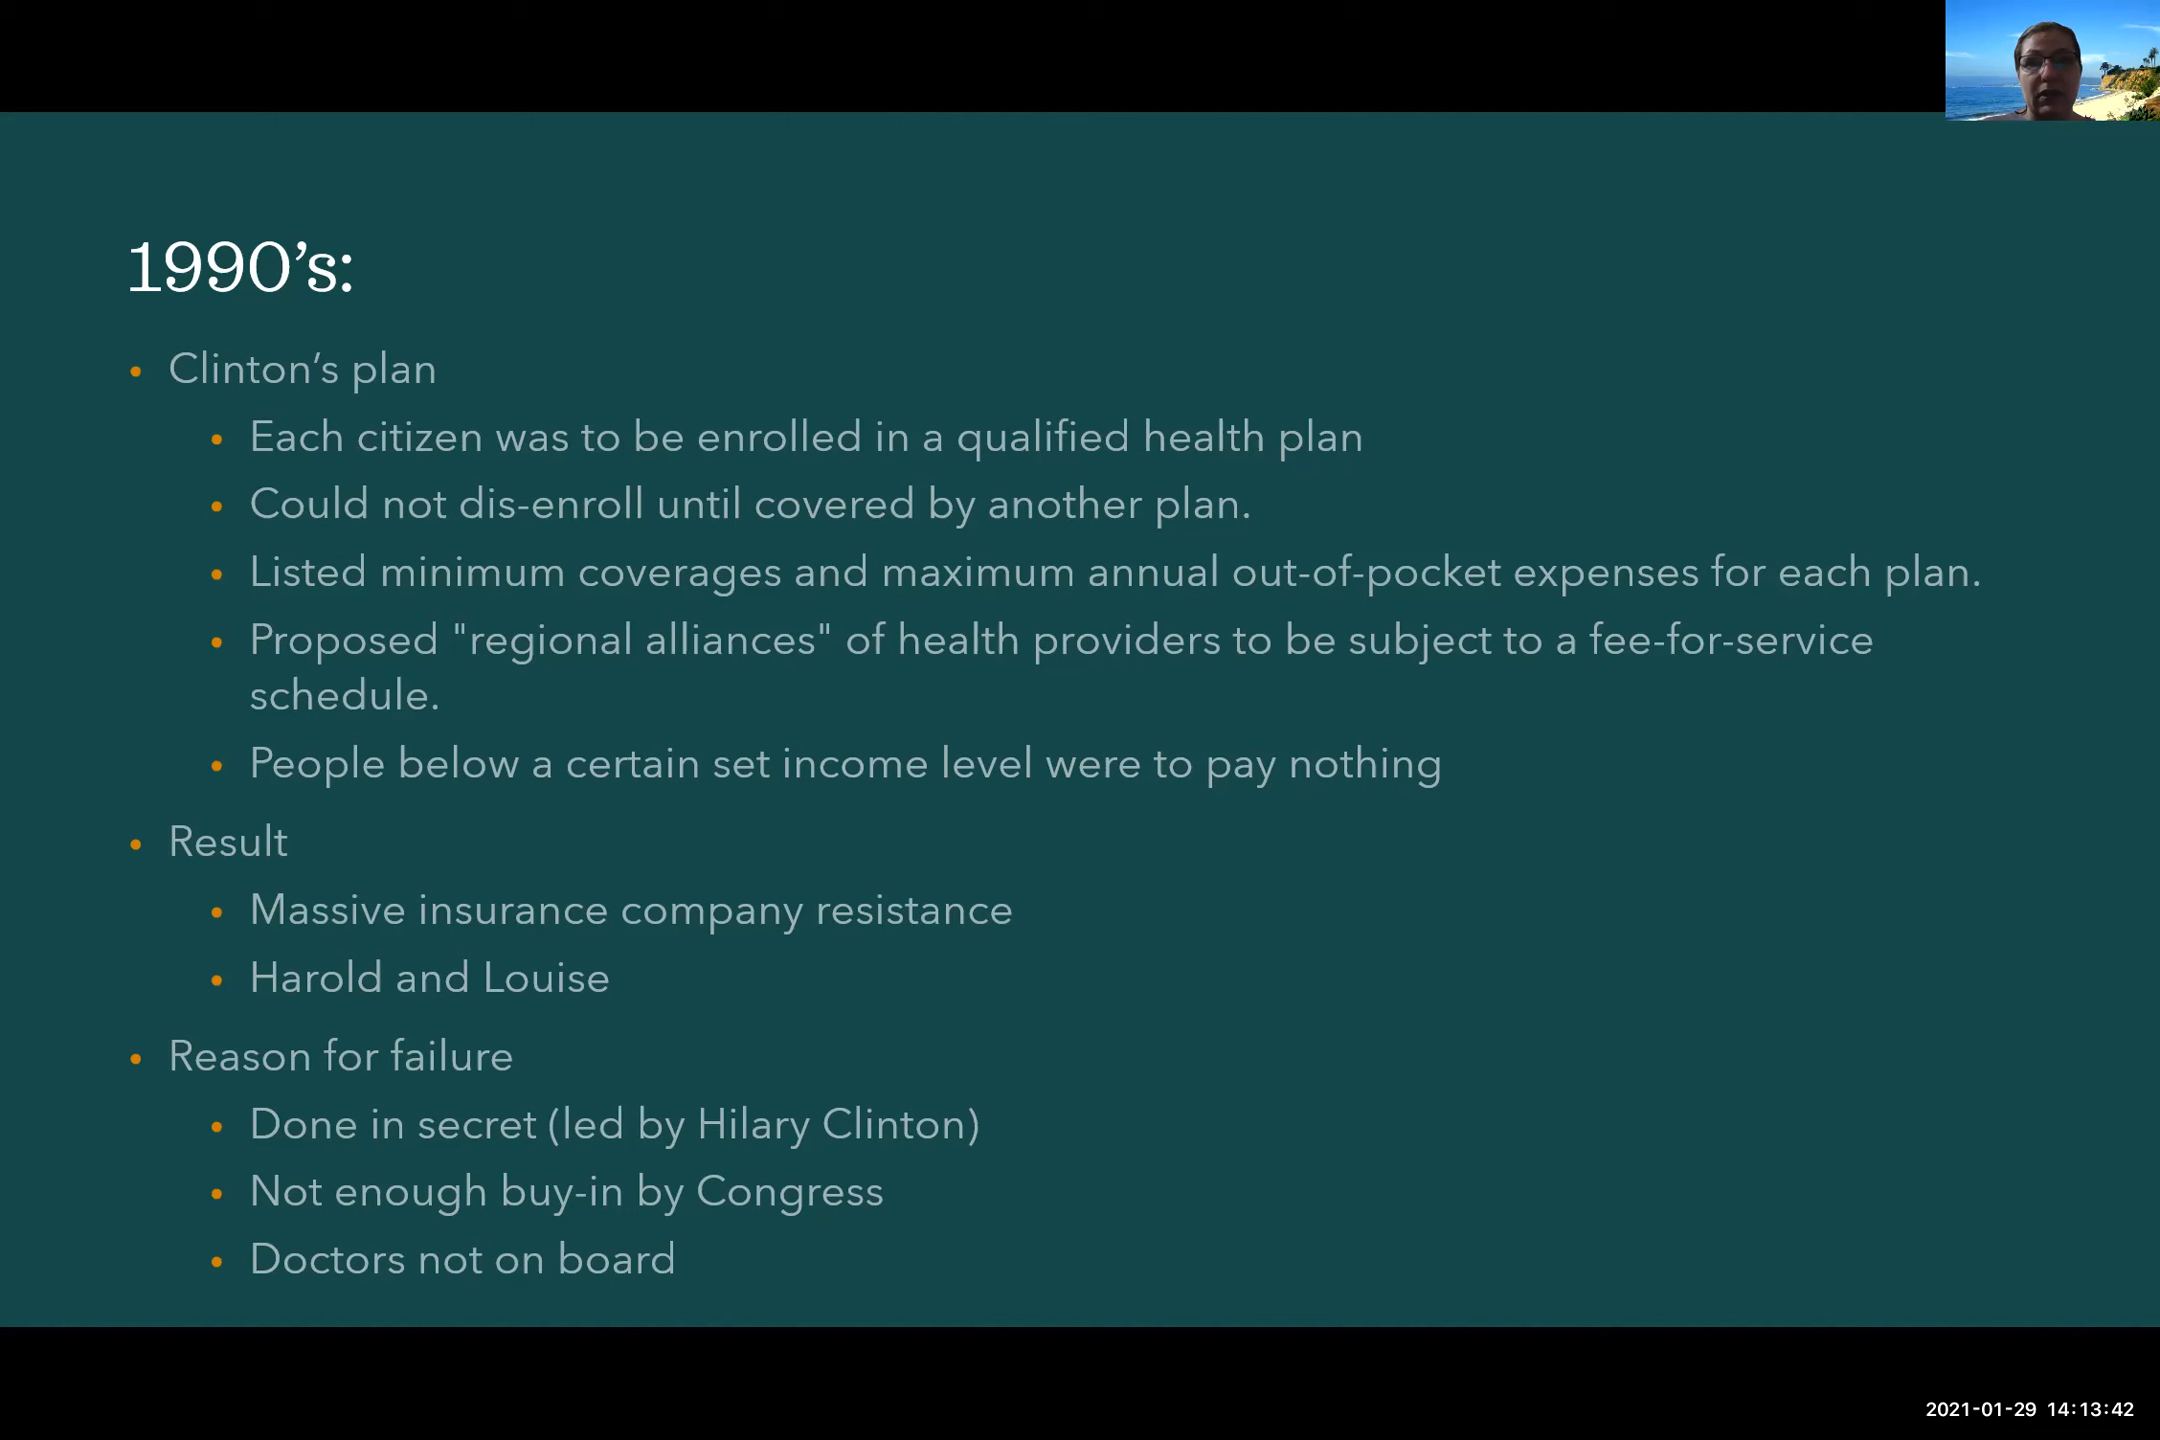 1990’s:
• Clinton’s plan
• Each citizen was to be enrolled in a qualified health plan
• Could not dis-enroll until covered by another plan.
• Listed minimum coverages and maximum annual out-of-pocket expenses for each plan.
• Proposed "regional alliances" of health providers to be subject to a fee-for-service
schedule.
• People below a certain set income level were to pay nothing
• Result
• Massive insurance company resistance
• Harold and Louise
• Reason for failure
• Done in secret (led by Hilary Clinton)
• Not enough buy-in by Congress
• Doctors not on board
2021-01-29 14:13:42